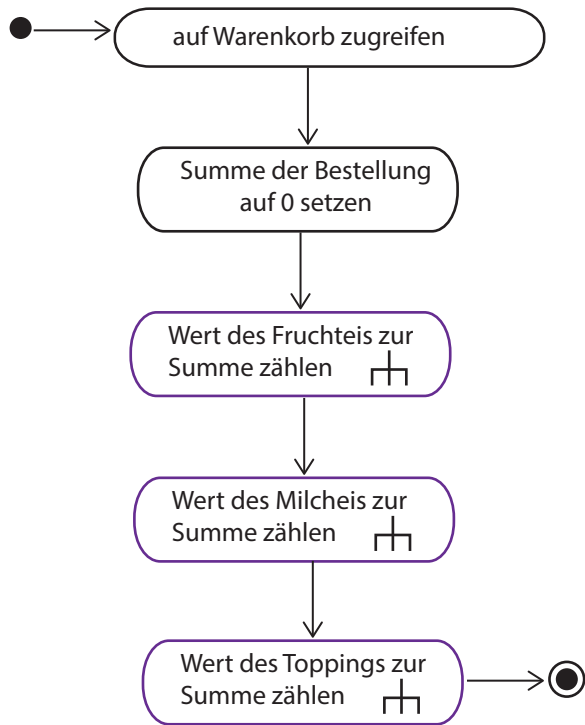 auf Warenkorb zugreifen
Summe der Bestellung
auf 0 setzen
Wert des Fruchteis zur
Summe zählen
Wert des Milcheis zur
Summe zählen
Wert des Toppings zur
Summe zählen